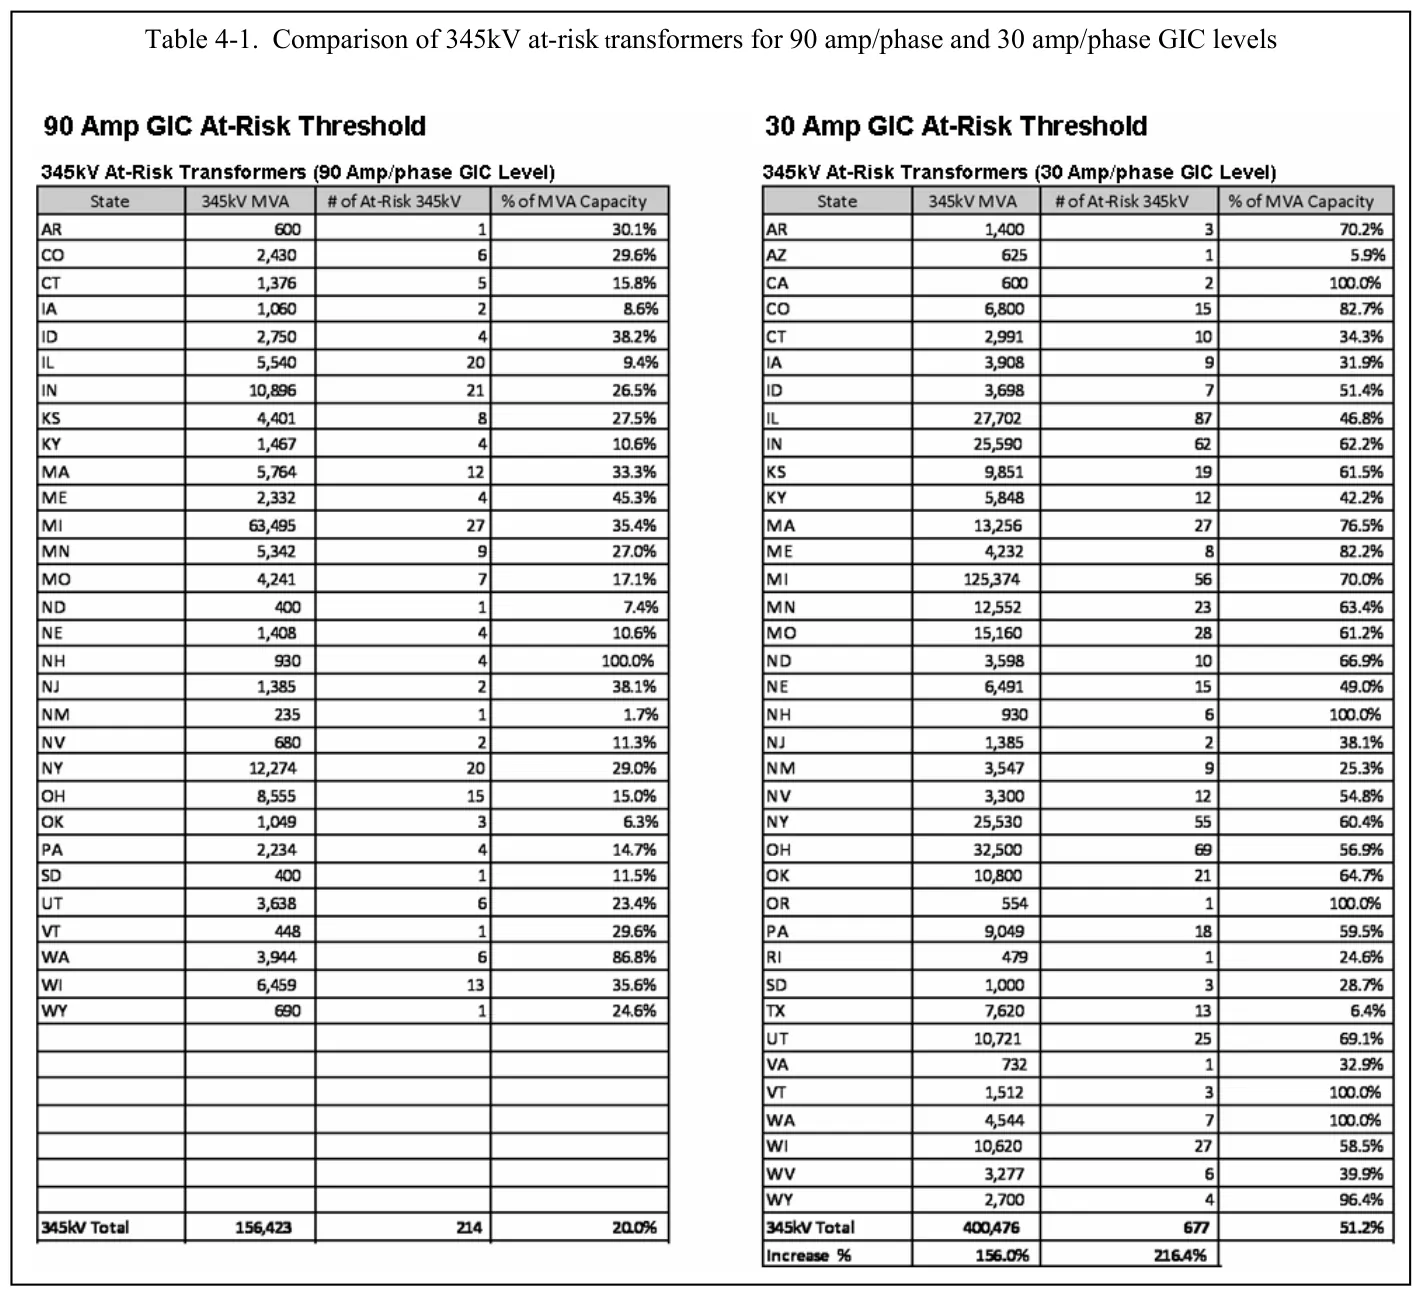 Table 4-1. Comparison of 345kV at-risk transformers for 90 amp/phase and 30 amp/phase GIC levels
90 Amp GIC At-Risk Threshold
345kV At-Risk Transformers (90 Amp/phase GIC Level)
State 345kV MVA # of At-Risk 345kV % of MVA Capacity
AR 600 1 30.1%
CO 2,430 6 29.6%
CT 1,376 5 15.8%
IA 1,060 2 8.6%
ID 2,750 4 38.2%
IL 5,540 20 9.4%
IN 10,896 21 26.5%
KS 4,401 8 27.5%
KY 1,467 4 10.6%
MA 5,764 12 33.3%
ME 2,332 4 45.3%
MI 63,495 27 35.4%
MN 5,342 9 27.0%
MO 4,241 7 17.1%
ND 400 1 7.4%
NE 1,408 4 10.6%
NH 930 4 100.0%
NJ 1,385 2 38.1%
NM 235 1 1.7%
NV 680 2 11.3%
NY 12,274 20 29.0%
OH 8,555 15 15.0%
OK 1,049 3 6.3%
PA 2,234 4 14.7%
SD 400 1 11.5%
UT 3,638 6 23.4%
VT 448 1 29.6%
WA 3,944 6 86.8%
WI 6,459 13 35.6%
WY 690 1 24.6%
345kV Total 156,423 214 20.0%
30 Amp GIC At-Risk Threshold
345kV At-Risk Transformers (30 Amp/phase GIC Level)
State 345kV MVA # of At-Risk 345kV % of MVA Capacity
AR 1,400 3 70.2%
AZ 625 1 5.9%
CA 600 2 100.0%
CO 6,800 15 82.7%
CT 2,991 10 34.3%
IA 3,908 9 31.9%
ID 3,698 7 51.4%
IL 27,702 87 46.8%
IN 25,590 62 62.2%
KS 9,851 19 61.5%
KY 5,848 12 42.2%
MA 13,256 27 76.5%
ME 4,232 8 82.2%
MI 125,374 56 70.0%
MN 12,552 23 63.4%
MO 15,160 28 61.2%
ND 3,598 10 66.9%
NE 6,491 15 49.0%
NH 930 6 100.0%
NJ 1,385 2 38.1%
NM 3,547 9 25.3%
NV 3,300 12 54.8%
NY 25,530 55 60.4%
OH 32,500 69 56.9%
OK 10,800 21 64.7%
OR 554 1 100.0%
PA 9,049 18 59.5%
RI 479 1 24.6%
SD 1,000 3 28.7%
TX 7,620 13 6.4%
UT 10,721 25 69.1%
VA 732 1 32.9%
VT 1,512 3 100.0%
WA 4,544 7 100.0%
WI 10,620 27 58.5%
WV 3,277 6 39.9%
WY 2,700 4 96.4%
345kV Total 400,476 677 51.2%
Increase % 156.0% 216.4%